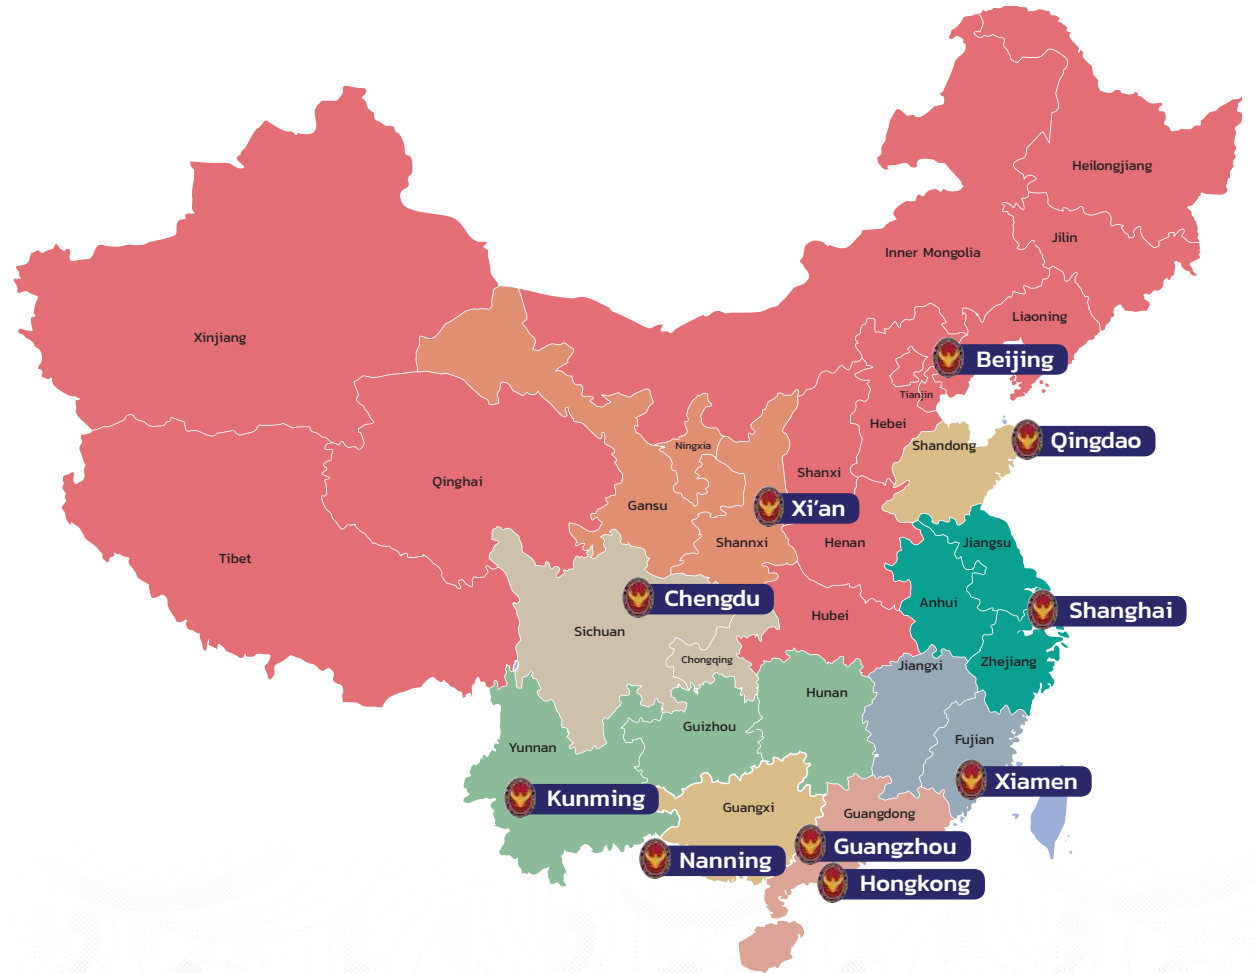 Heilongjiang
Jilin
Inner Mongolia
Liaoning
Xinjiang
Beijing
Tianjin
Hebei
Qingdao
Shandong
Ningxia
Shanxi
Qinghai
Gansu
Xi'an
Shannxi
Henan
Jiangsu
Tibet
Chengdu
Anhui
Shanghai
Hubei
Sichuan
Chongqing
Zhejiang
Jiangxi
Hunan
Guizhou
Yunnan
Fujian
Xiamen
Kunming
Guangxi
Guangdong
Guangzhou
Nanning
Hongkong